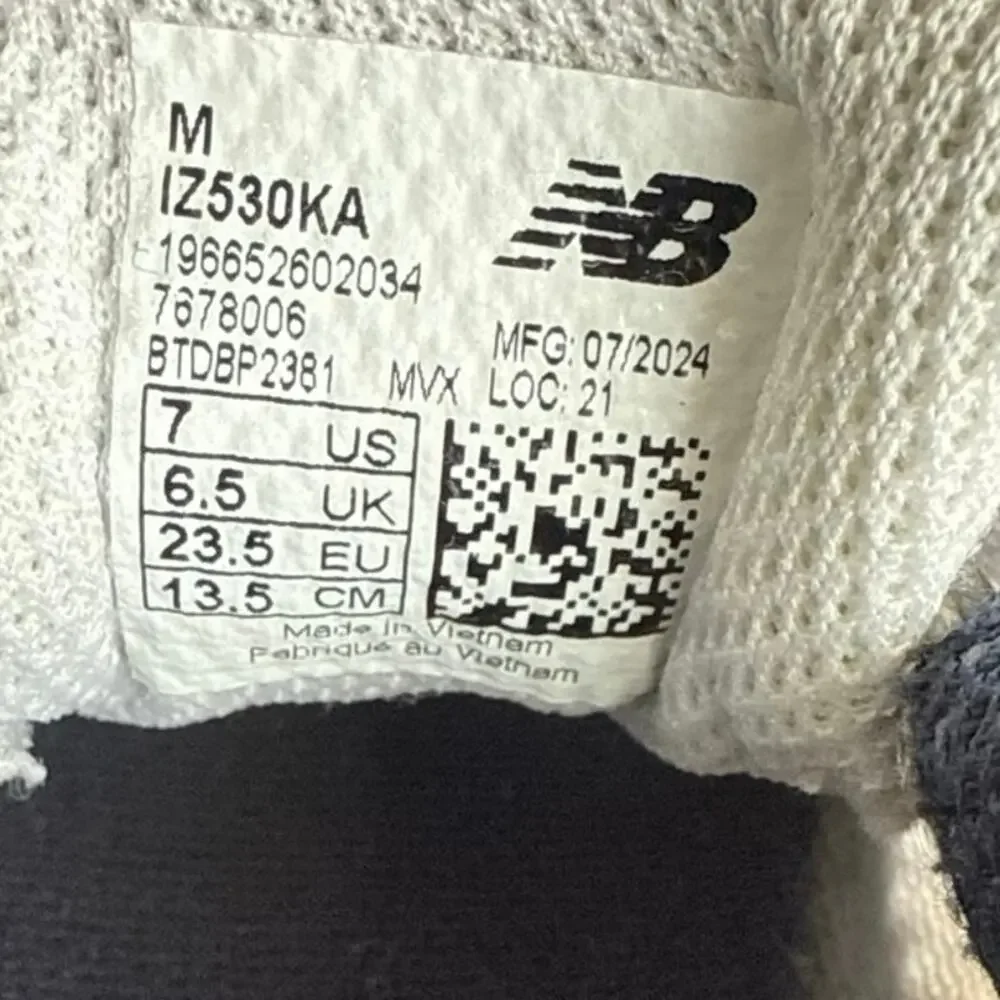 M
IZ530KA
196652602034
7678006
BTDBP2381 MVX
NB
MFG: 07/2024
LOC: 21
7 US
6.5 UK
23.5 EU
13.5 CM
Made in Vietnam
Fabriqué au Vietnam